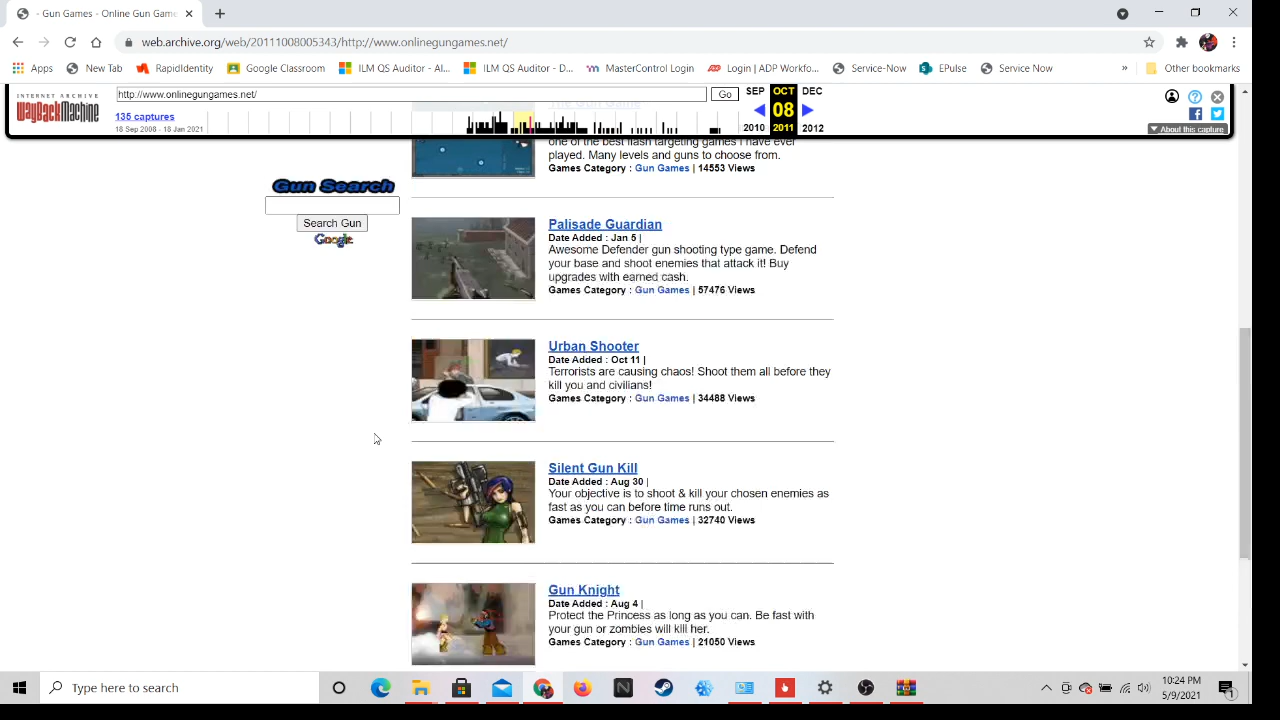 - Gun Games - Online Gun Game
web.archive.org/web/20111008005343/http://www.onlinegungames.net/
Apps New Tab RapidIdentity Google Classroom ILM QS Auditor - Al... ILM QS Auditor - D... MasterControl Login Login | ADP Workfo... Service-Now EPulse Service Now » Other bookmarks
INTERNET ARCHIVE
WayBackMachine
http://www.onlinegungames.net/ Go
SEP OCT DEC
135 captures
08
18 Sep 2008 - 18 Jan 2021
2010 2011 2012
About this capture
The Gun Game
one of the best flash targeting games I have ever
played. Many levels and guns to choose from.
Games Category : Gun Games | 14553 Views
Gun Search
Search Gun
Google
Palisade Guardian
Date Added : Jan 5 |
Awesome Defender gun shooting type game. Defend
your base and shoot enemies that attack it! Buy
upgrades with earned cash.
Games Category : Gun Games | 57476 Views
Urban Shooter
Date Added : Oct 11 |
Terrorists are causing chaos! Shoot them all before they
kill you and civilians!
Games Category : Gun Games | 34488 Views
Silent Gun Kill
Date Added : Aug 30 |
Your objective is to shoot & kill your chosen enemies as
fast as you can before time runs out.
Games Category : Gun Games | 32740 Views
Gun Knight
Date Added : Aug 4 |
Protect the Princess as long as you can. Be fast with
your gun or zombies will kill her.
Games Category : Gun Games | 21050 Views
Type here to search
10:24 PM
5/9/2021
1